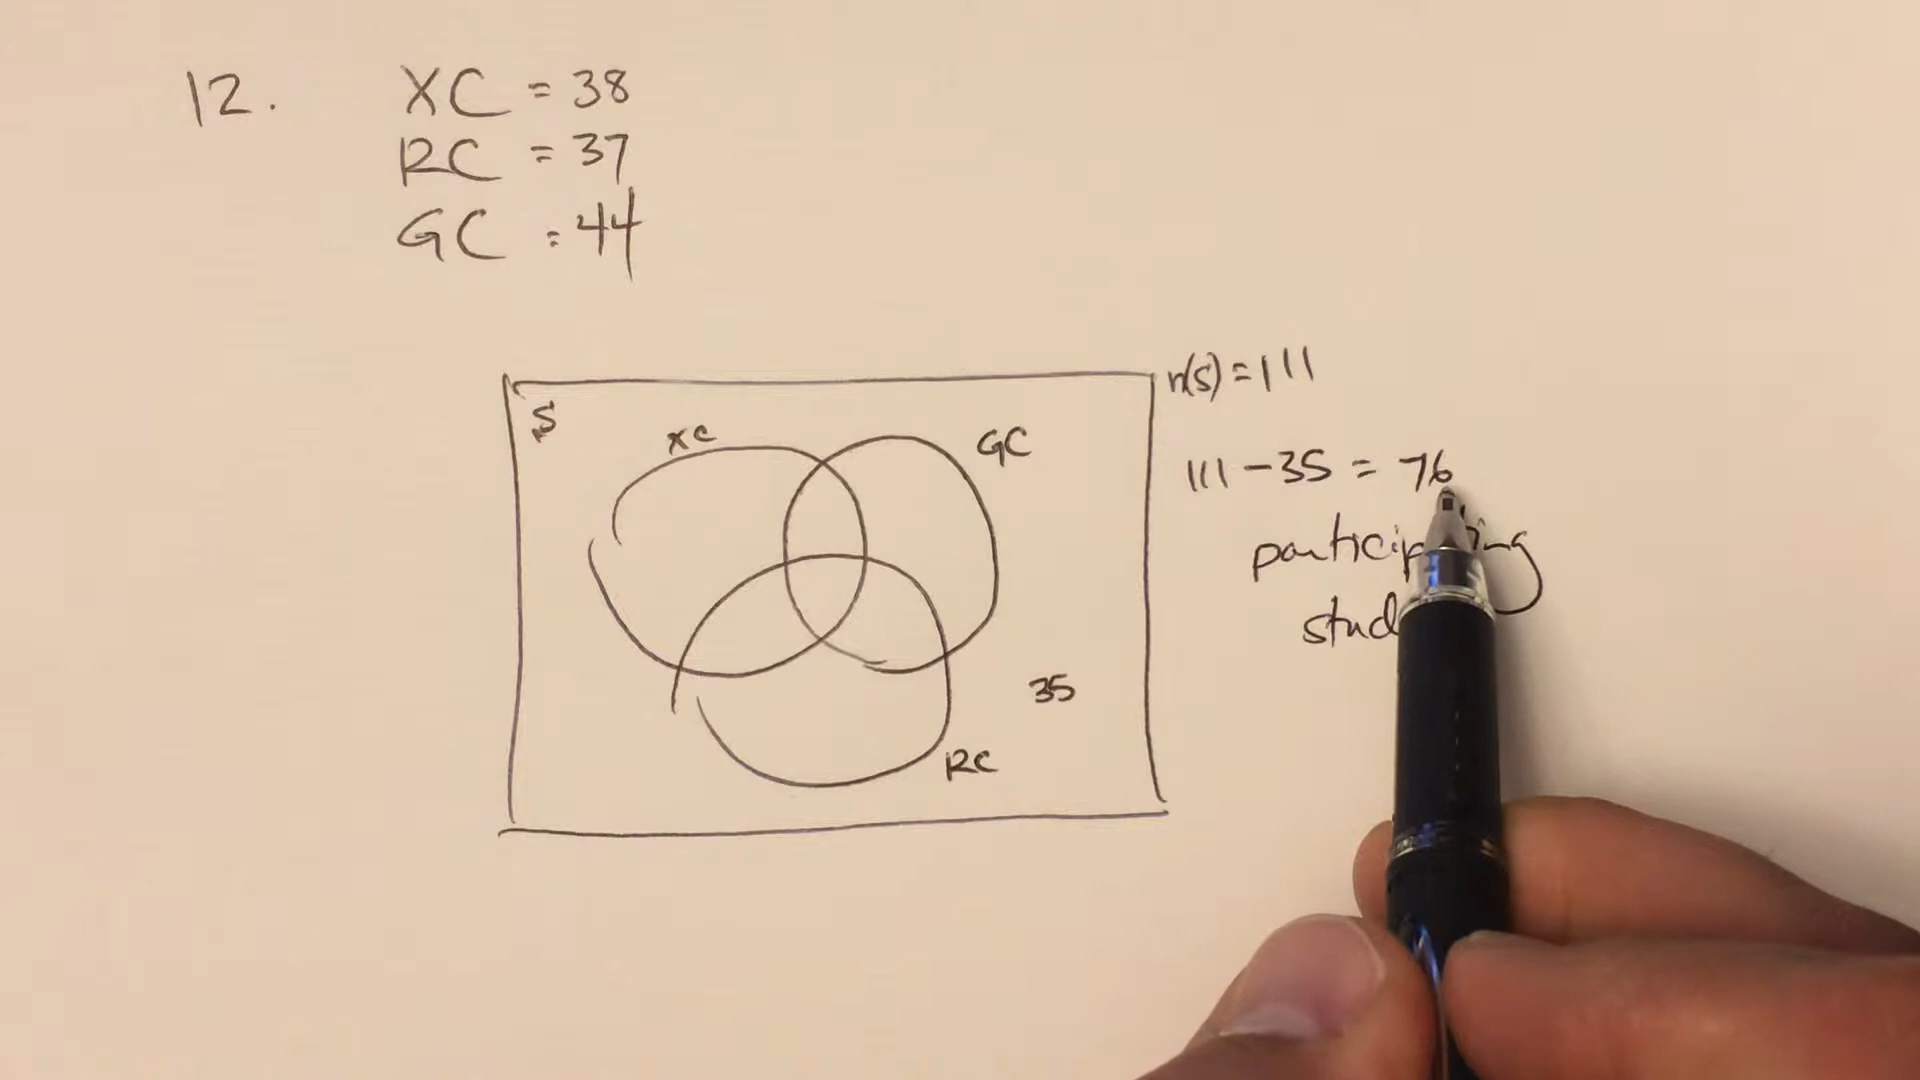 12. XC = 38
RC = 37
GC = 44
n(s) = 111
S
XC
GC
111 - 35 = 76
35
RC